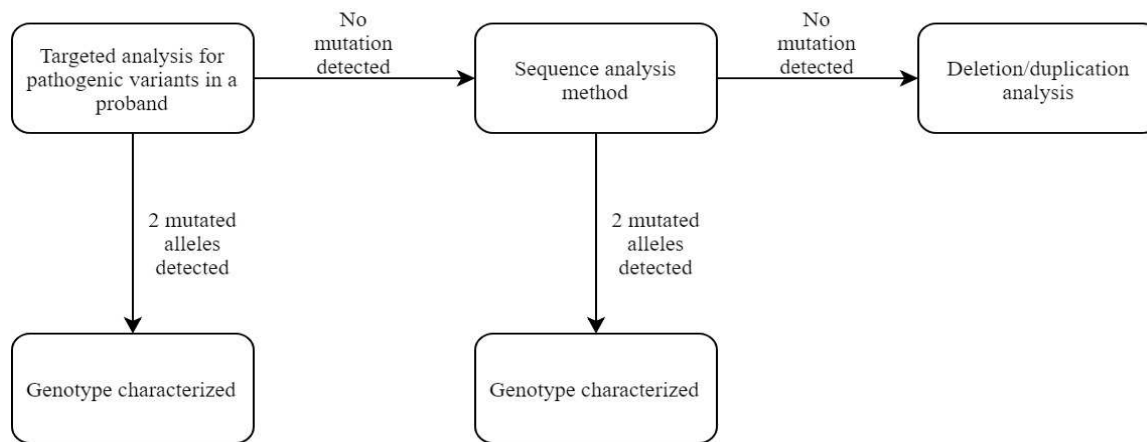 Targeted analysis for
pathogenic variants in a
proband
No
mutation
detected
Sequence analysis
method
No
mutation
detected
Deletion/duplication
analysis
2 mutated
alleles
detected
2 mutated
alleles
detected
Genotype characterized
Genotype characterized